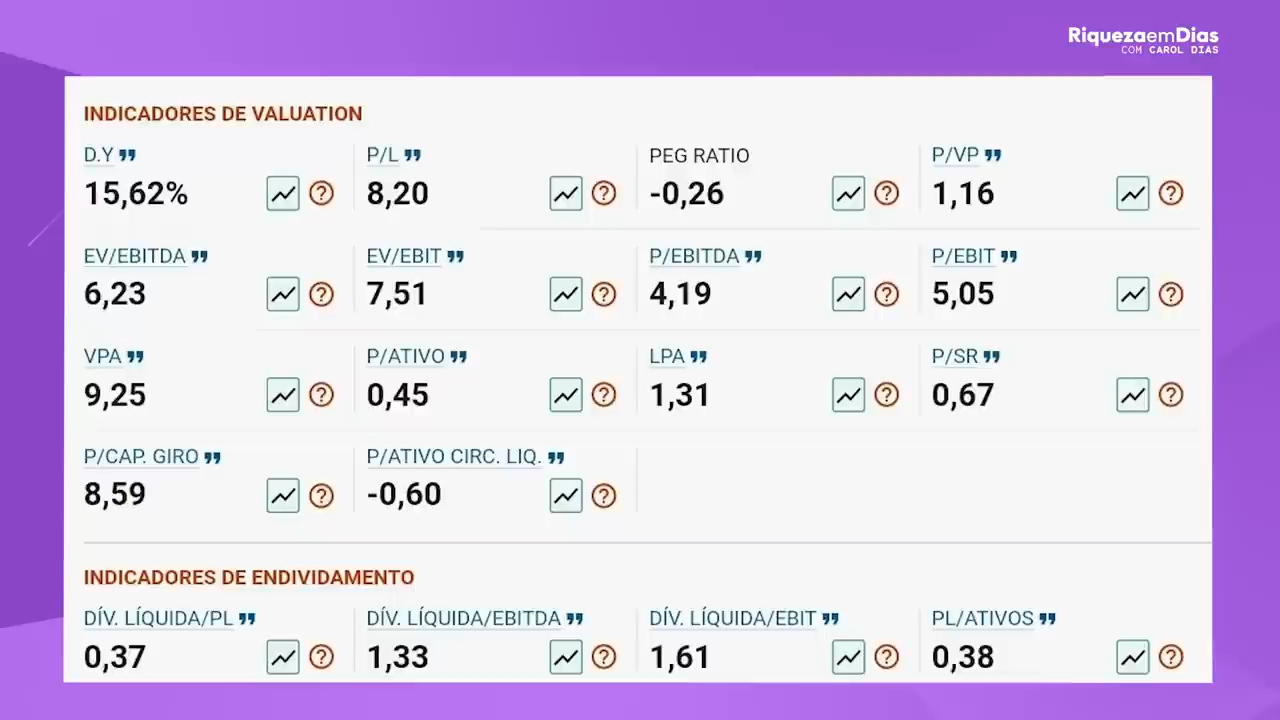 RiquezaemDias
COM CAROL DIAS
INDICADORES DE VALUATION
D.Y P/L PEG RATIO P/VP
15,62% 8,20 -0,26 1,16
EV/EBITDA EV/EBIT P/EBITDA P/EBIT
6,23 7,51 4,19 5,05
VPA P/ATIVO LPA P/SR
9,25 0,45 1,31 0,67
P/CAP. GIRO P/ATIVO CIRC. LIQ.
8,59 -0,60
INDICADORES DE ENDIVIDAMENTO
DÍV. LÍQUIDA/PL DÍV. LÍQUIDA/EBITDA DÍV. LÍQUIDA/EBIT PL/ATIVOS
0,37 1,33 1,61 0,38